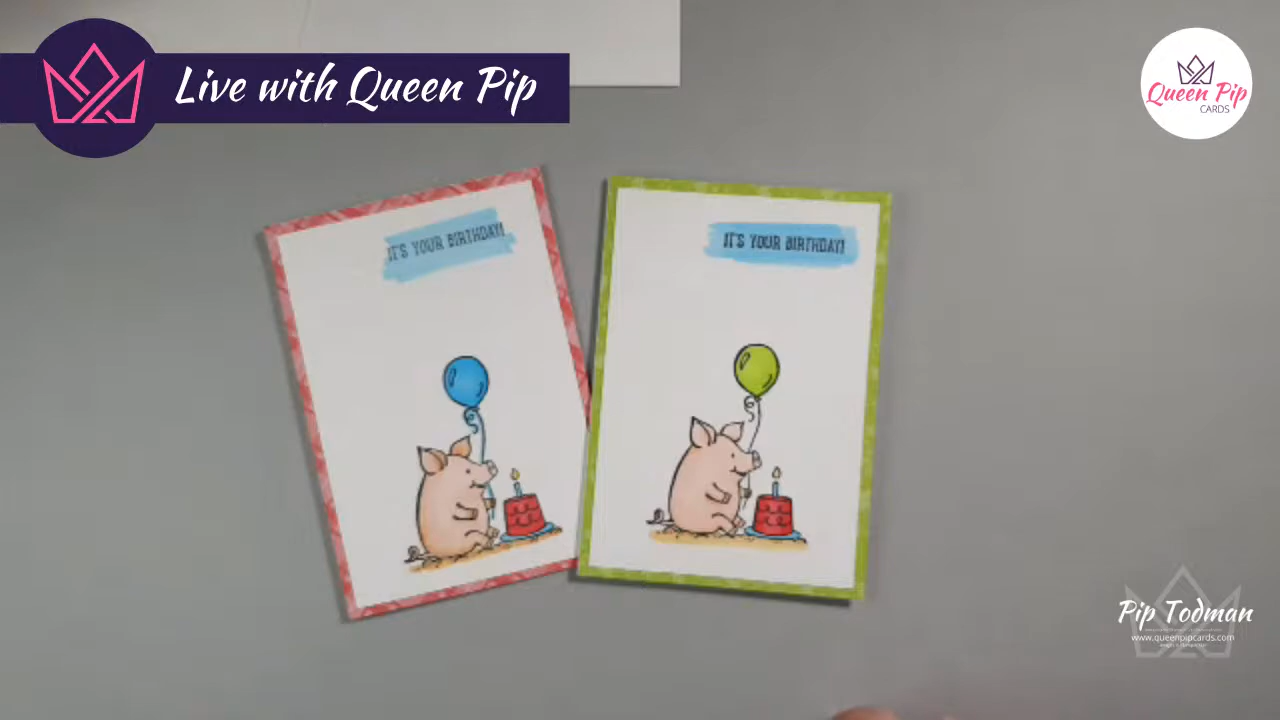 Live with Queen Pip
Queen Pip
CARDS
IT'S YOUR BIRTHDAY!
IT'S YOUR BIRTHDAY!
Pip Todman
www.queenpipcards.com